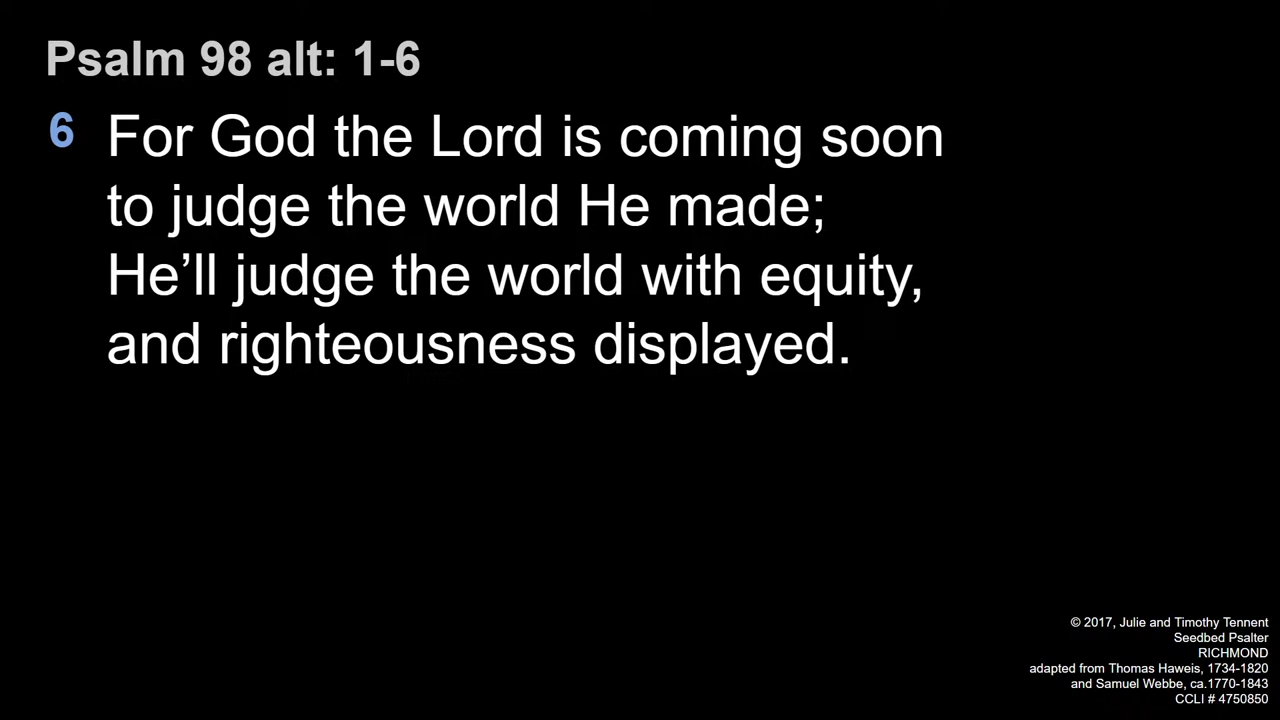 Psalm 98 alt: 1-6
6 For God the Lord is coming soon
to judge the world He made;
He’ll judge the world with equity,
and righteousness displayed.
© 2017, Julie and Timothy Tennent
Seedbed Psalter
RICHMOND
adapted from Thomas Haweis, 1734-1820
and Samuel Webbe, ca.1770-1843
CCLI # 4750850